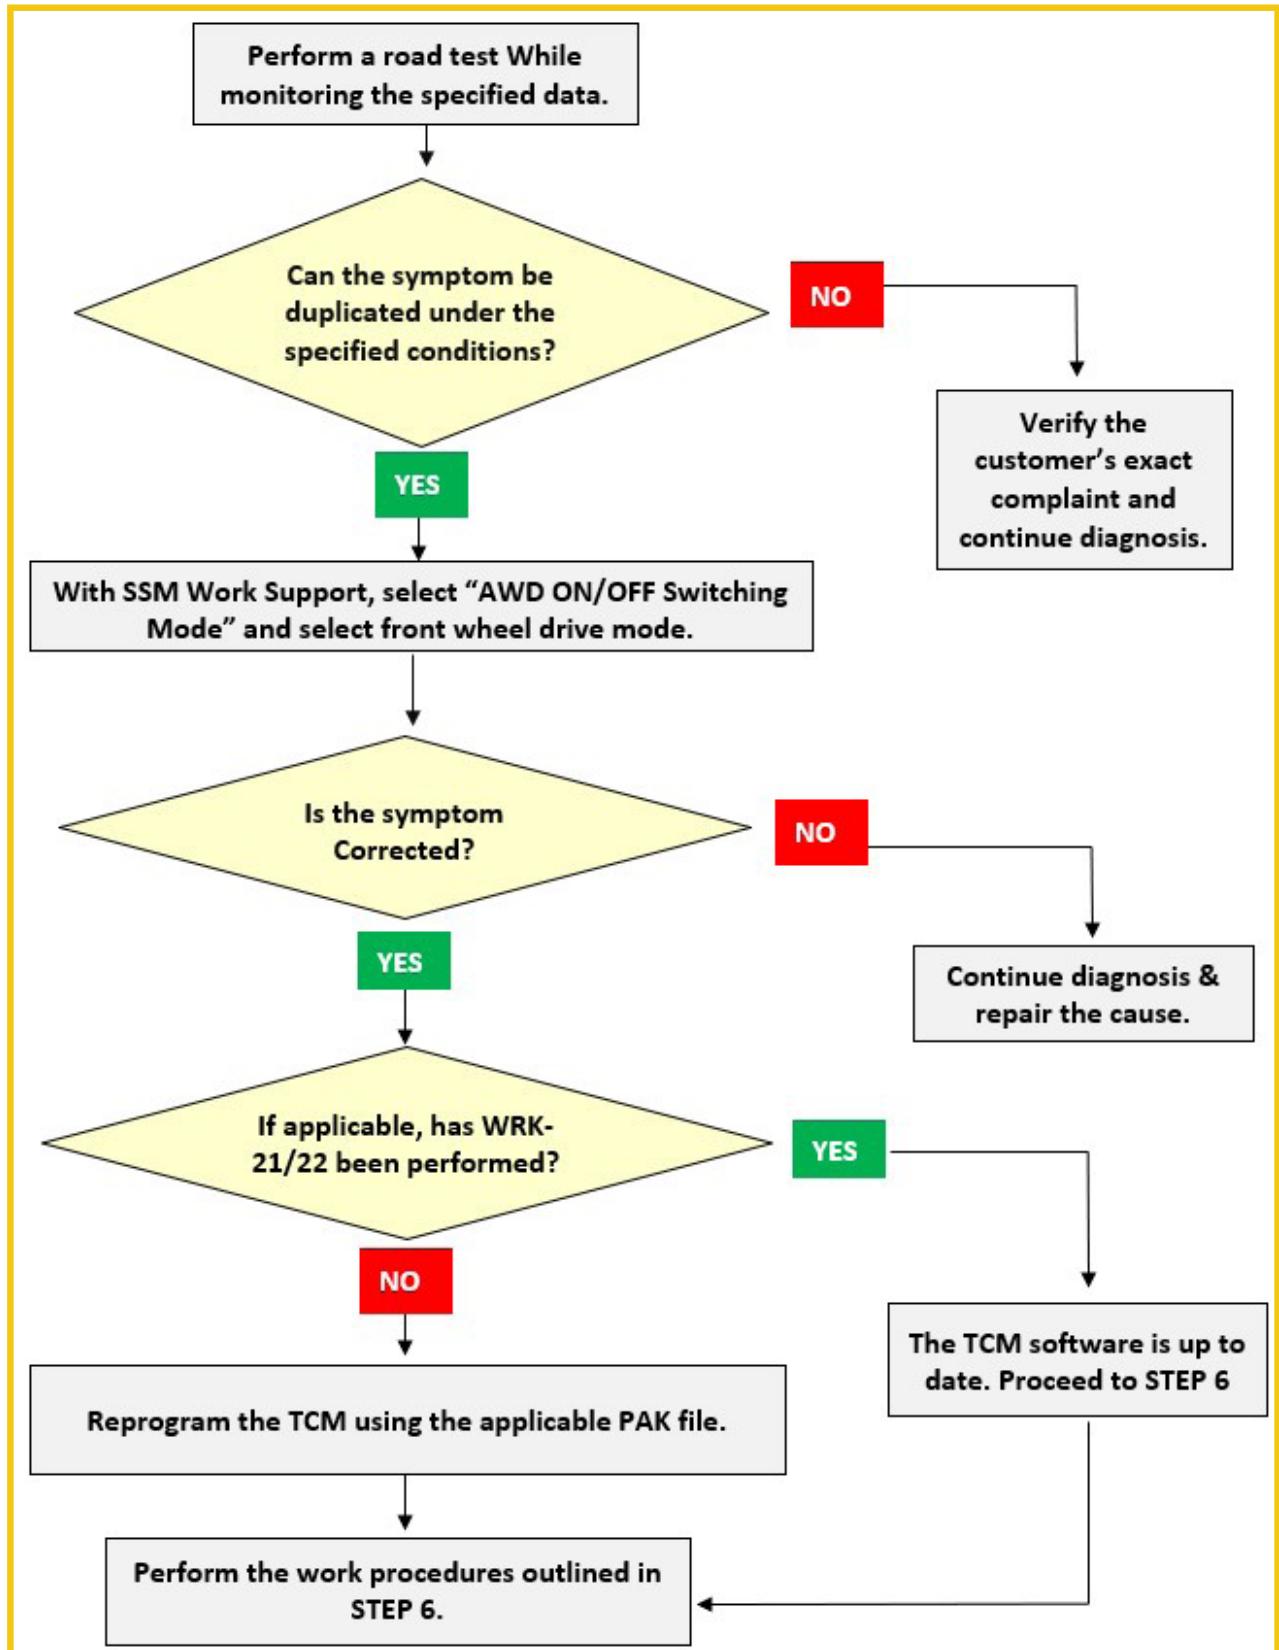 Perform a road test While
monitoring the specified data.
Can the symptom be
duplicated under the
specified conditions?
NO
Verify the
customer’s exact
complaint and
continue diagnosis.
YES
With SSM Work Support, select “AWD ON/OFF Switching
Mode” and select front wheel drive mode.
Is the symptom
Corrected?
NO
Continue diagnosis &
repair the cause.
YES
If applicable, has WRK-
21/22 been performed?
YES
The TCM software is up to
date. Proceed to STEP 6
NO
Reprogram the TCM using the applicable PAK file.
Perform the work procedures outlined in
STEP 6.